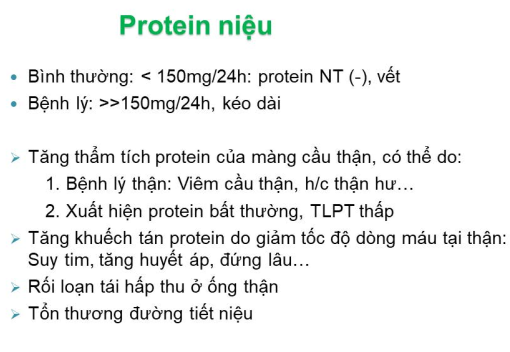 Protein niệu
• Bình thường: < 150mg/24h: protein NT (-), vết
• Bệnh lý: >>150mg/24h, kéo dài
➢ Tăng thẩm tích protein của màng cầu thận, có thể do:
1. Bệnh lý thận: Viêm cầu thận, h/c thận hư…
2. Xuất hiện protein bất thường, TLPT thấp
➢ Tăng khuếch tán protein do giảm tốc độ dòng máu tại thận:
Suy tim, tăng huyết áp, đứng lâu…
➢ Rối loạn tái hấp thu ở ống thận
➢ Tổn thương đường tiết niệu